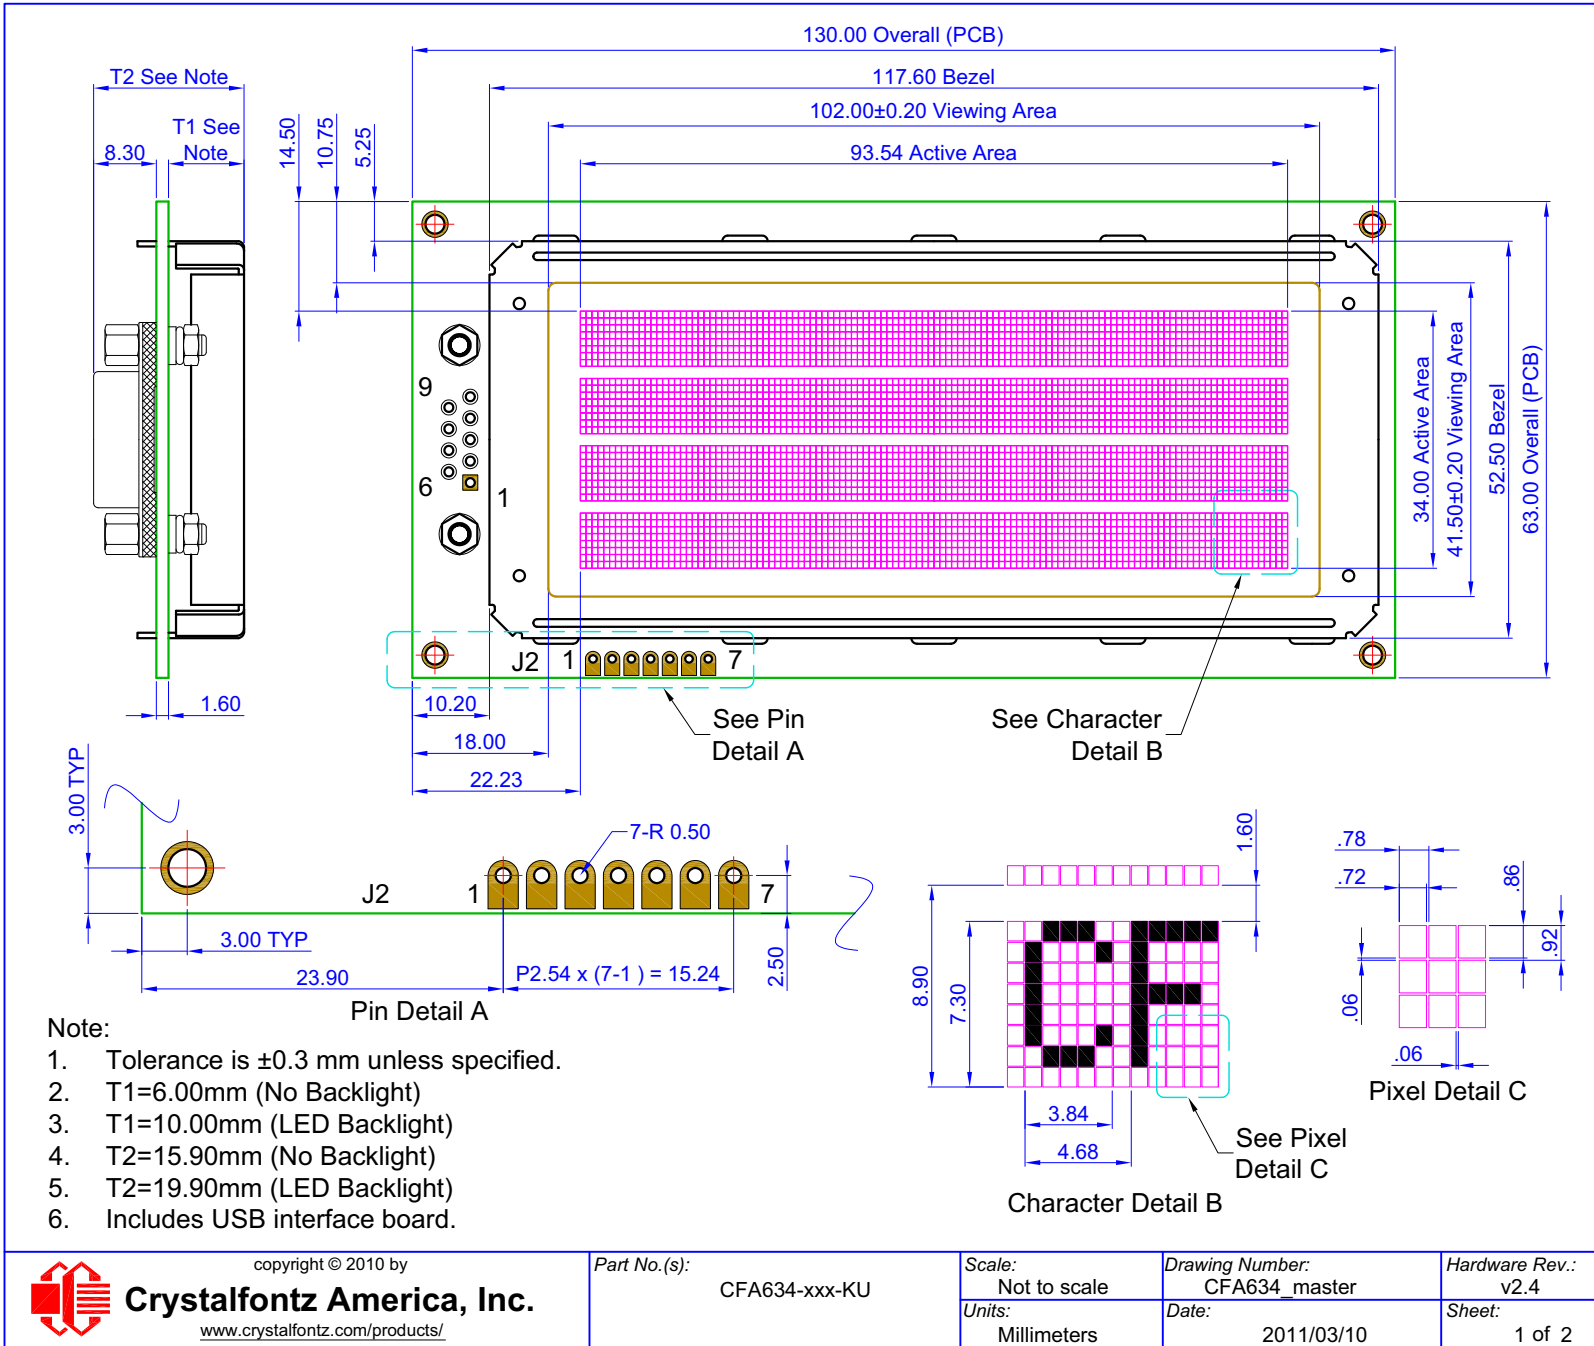 130.00 Overall (PCB)
T2 See Note
117.60 Bezel
102.00±0.20 Viewing Area
T1 See
Note
8.30
14.50
10.75
5.25
93.54 Active Area
9
6
1
34.00 Active Area
41.50±0.20 Viewing Area
52.50 Bezel
63.00 Overall (PCB)
J2 1 7
1.60
10.20
18.00
22.23
See Pin
Detail A
See Character
Detail B
3.00 TYP
7-R 0.50
J2 1 7
3.00 TYP
23.90
P2.54 x (7-1 ) = 15.24
2.50
Pin Detail A
1.60
8.90
7.30
3.84
4.68
See Pixel
Detail C
Character Detail B
.78
.72
.86
.92
.06
.06
Pixel Detail C
Note:
1. Tolerance is ±0.3 mm unless specified.
2. T1=6.00mm (No Backlight)
3. T1=10.00mm (LED Backlight)
4. T2=15.90mm (No Backlight)
5. T2=19.90mm (LED Backlight)
6. Includes USB interface board.
copyright © 2010 by
Crystalfontz America, Inc.
www.crystalfontz.com/products/
Part No.(s):
CFA634-xxx-KU
Scale:
Not to scale
Drawing Number:
CFA634_master
Hardware Rev.:
v2.4
Units:
Millimeters
Date:
2011/03/10
Sheet:
1 of 2